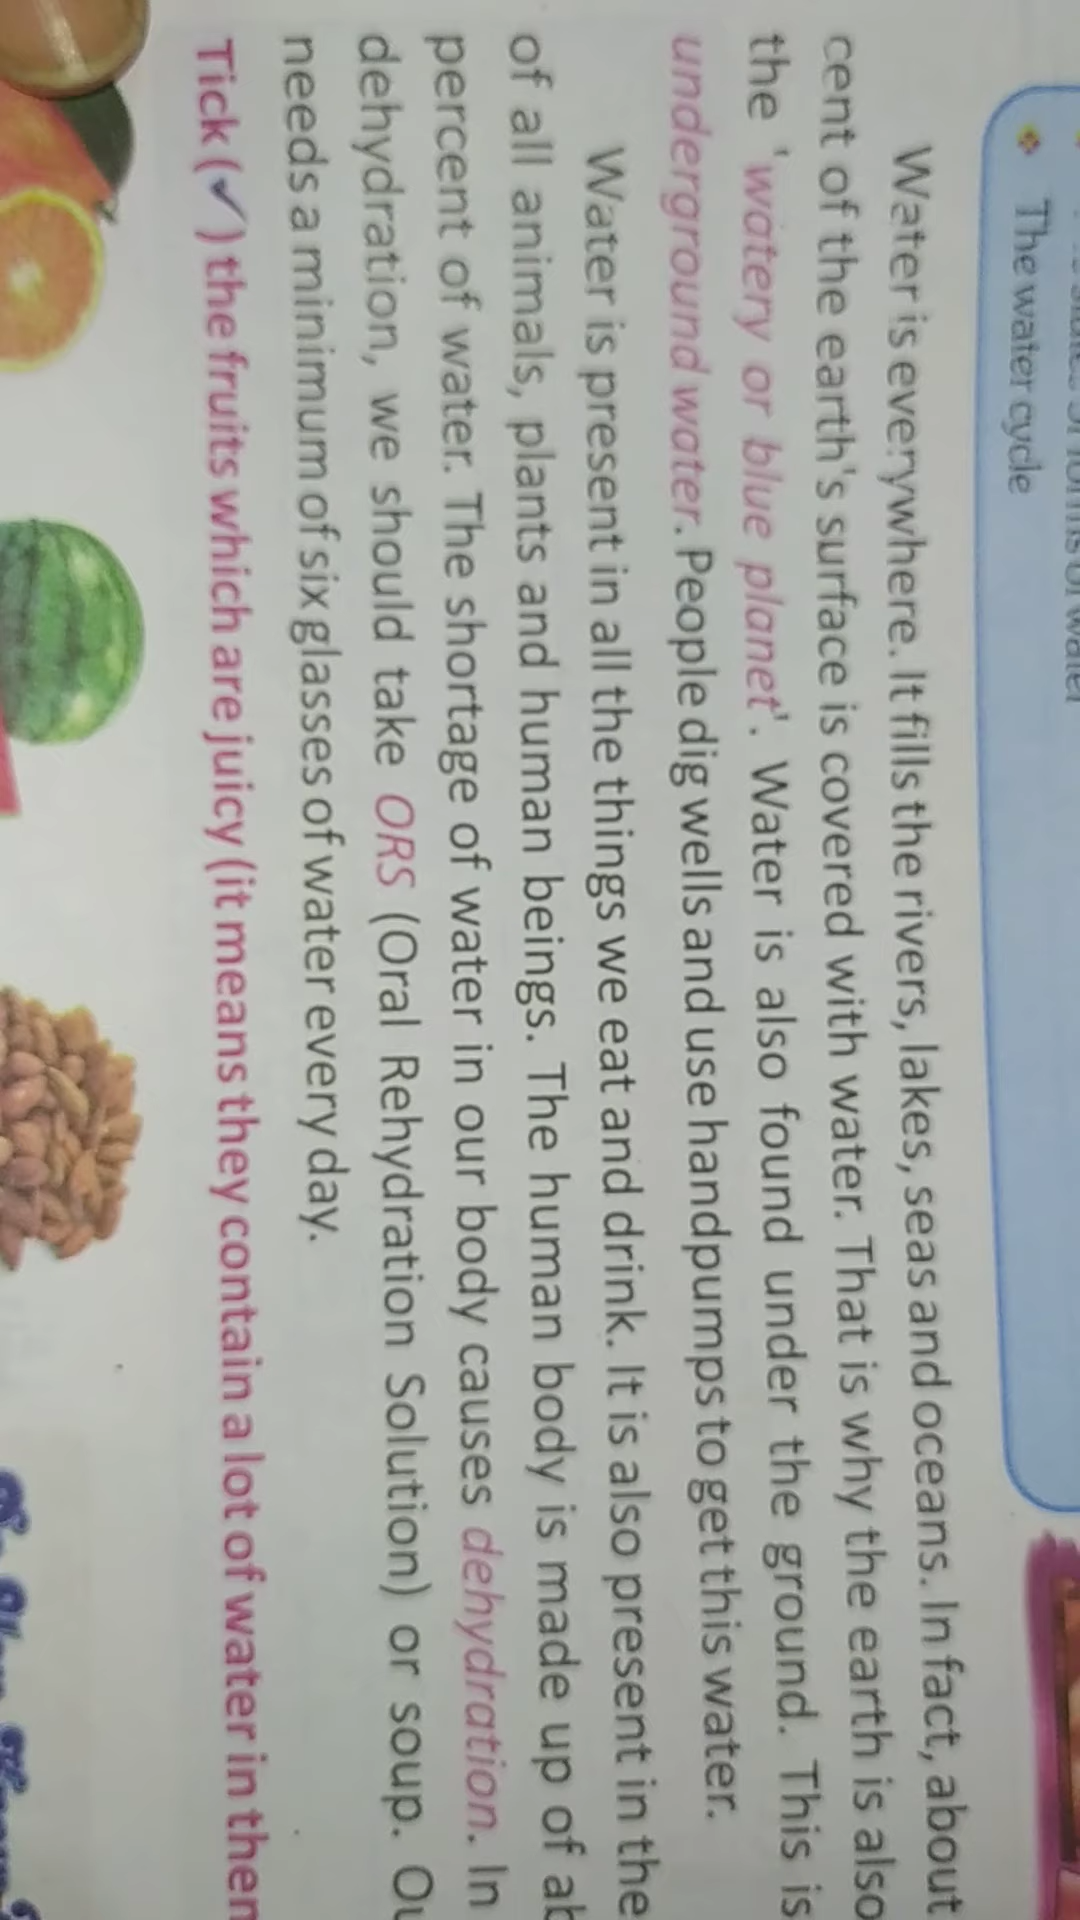 The water cycle
Water is everywhere. It fills the rivers, lakes, seas and oceans. In fact, about
cent of the earth's surface is covered with water. That is why the earth is also
the 'watery or blue planet'. Water is also found under the ground. This is
underground water. People dig wells and use handpumps to get this water.
Water is present in all the things we eat and drink. It is also present in the
of all animals, plants and human beings. The human body is made up of
percent of water. The shortage of water in our body causes dehydration. In
dehydration, we should take ORS (Oral Rehydration Solution) or soup.
needs a minimum of six glasses of water every day.
Tick (✓) the fruits which are juicy (it means they contain a lot of water in